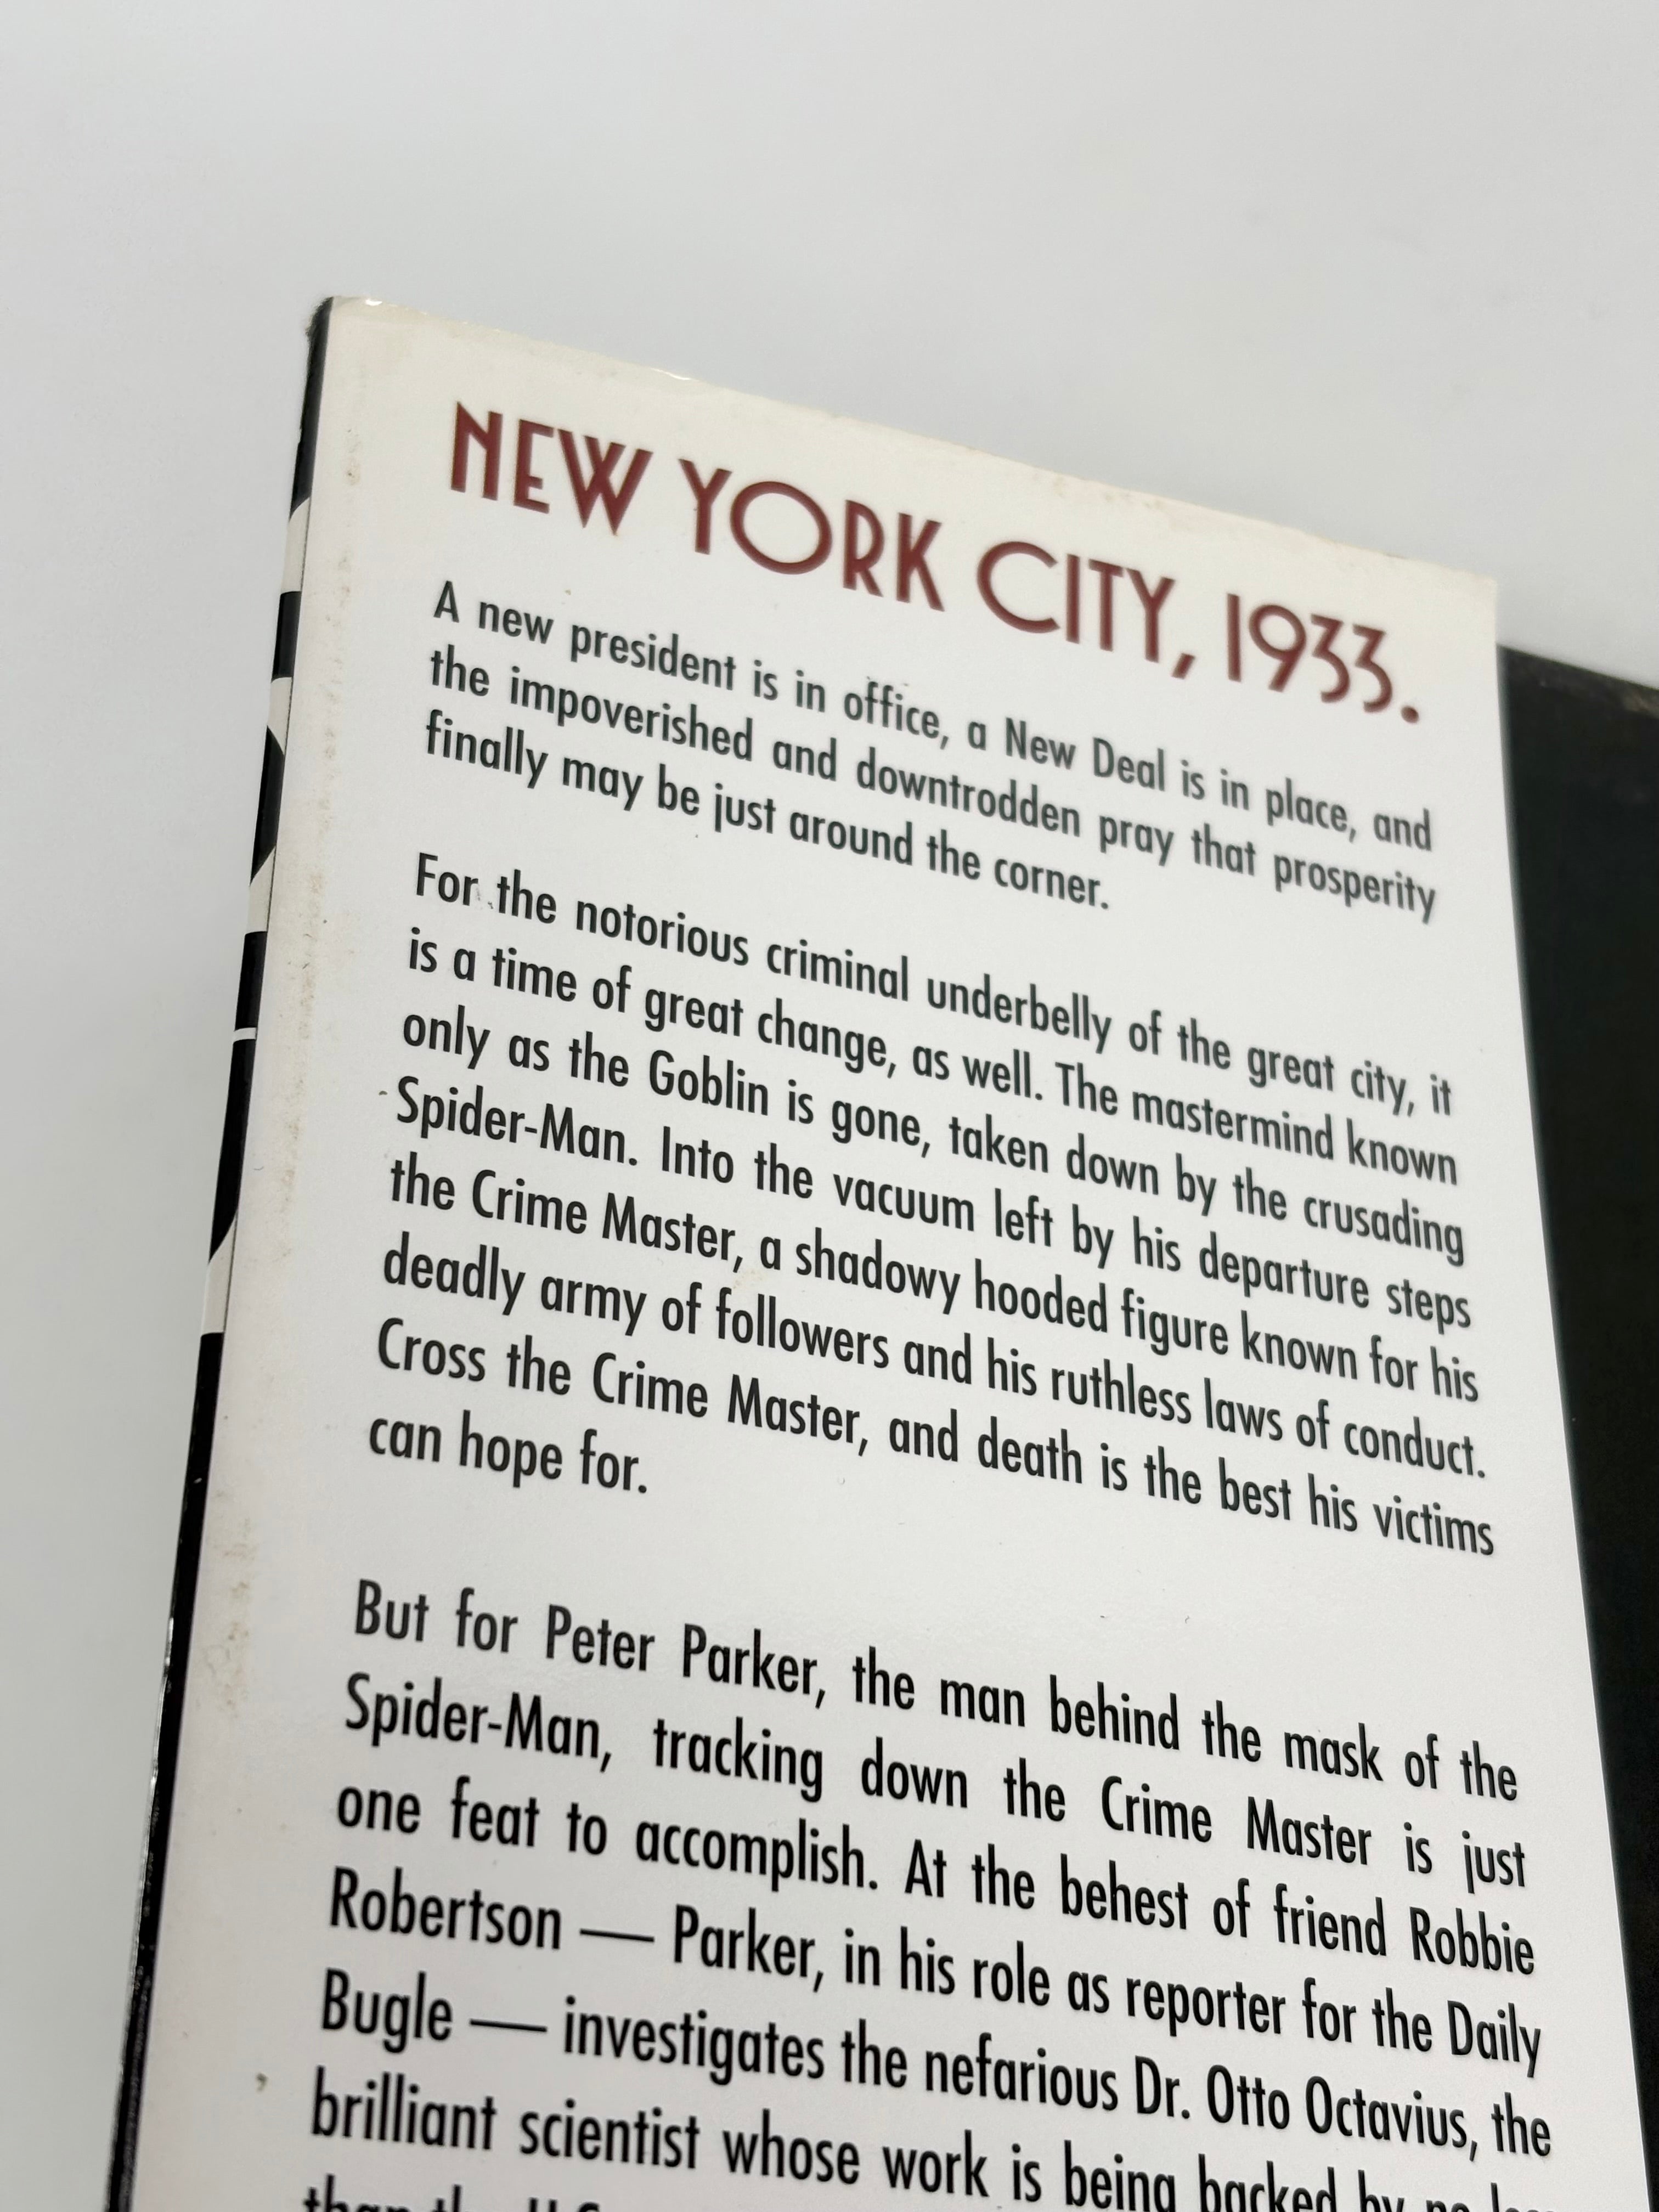 NEW YORK CITY, 1933.
A new president is in office, a New Deal is in place, and
the impoverished and downtrodden pray that prosperity
finally may be just around the corner.
For the notorious criminal underbelly of the great city, it
is a time of great change, as well. The mastermind known
only as the Goblin is gone, taken down by the crusading
Spider-Man. Into the vacuum left by his departure steps
the Crime Master, a shadowy hooded figure known for his
deadly army of followers and his ruthless laws of conduct.
Cross the Crime Master, and death is the best his victims
can hope for.
But for Peter Parker, the man behind the mask of the
Spider-Man, tracking down the Crime Master is just
one feat to accomplish. At the behest of friend Robbie
Robertson — Parker, in his role as reporter for the Daily
Bugle — investigates the nefarious Dr. Otto Octavius, the
brilliant scientist whose work is being backed by no
than